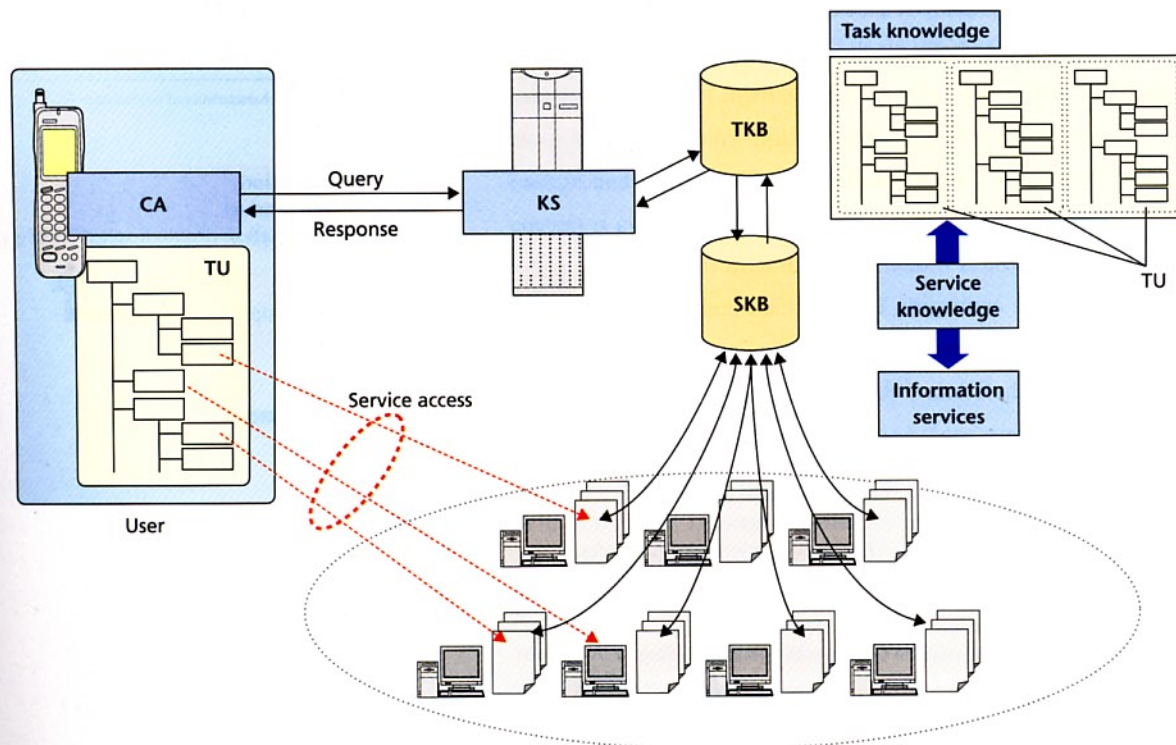 Task knowledge
TKB
CA
Query
KS
Response
TU
SKB
TU
Service
knowledge
Information
services
Service access
User